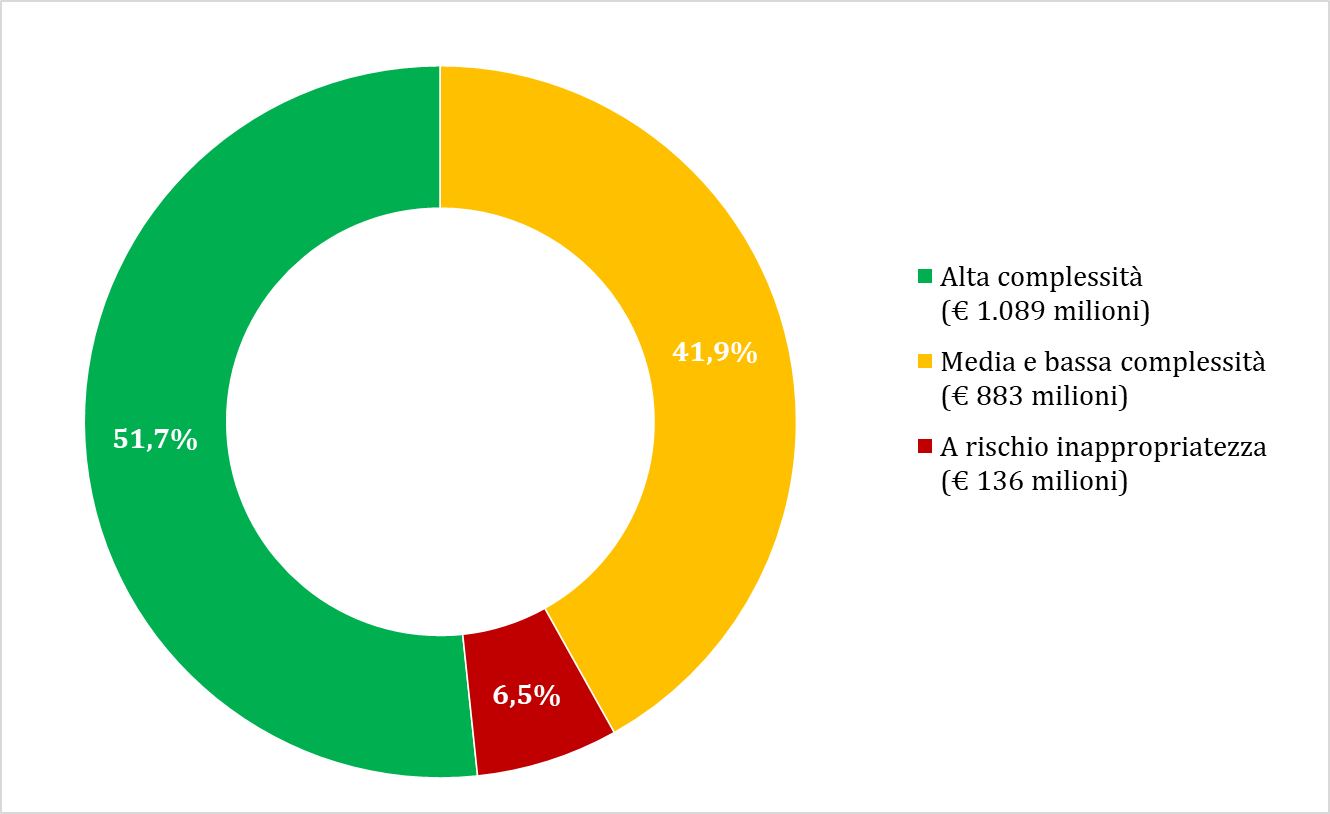 41,9%
51,7%
6,5%
Alta complessità
(€ 1.089 milioni)
Media e bassa complessità
(€ 883 milioni)
A rischio inappropriatezza
(€ 136 milioni)